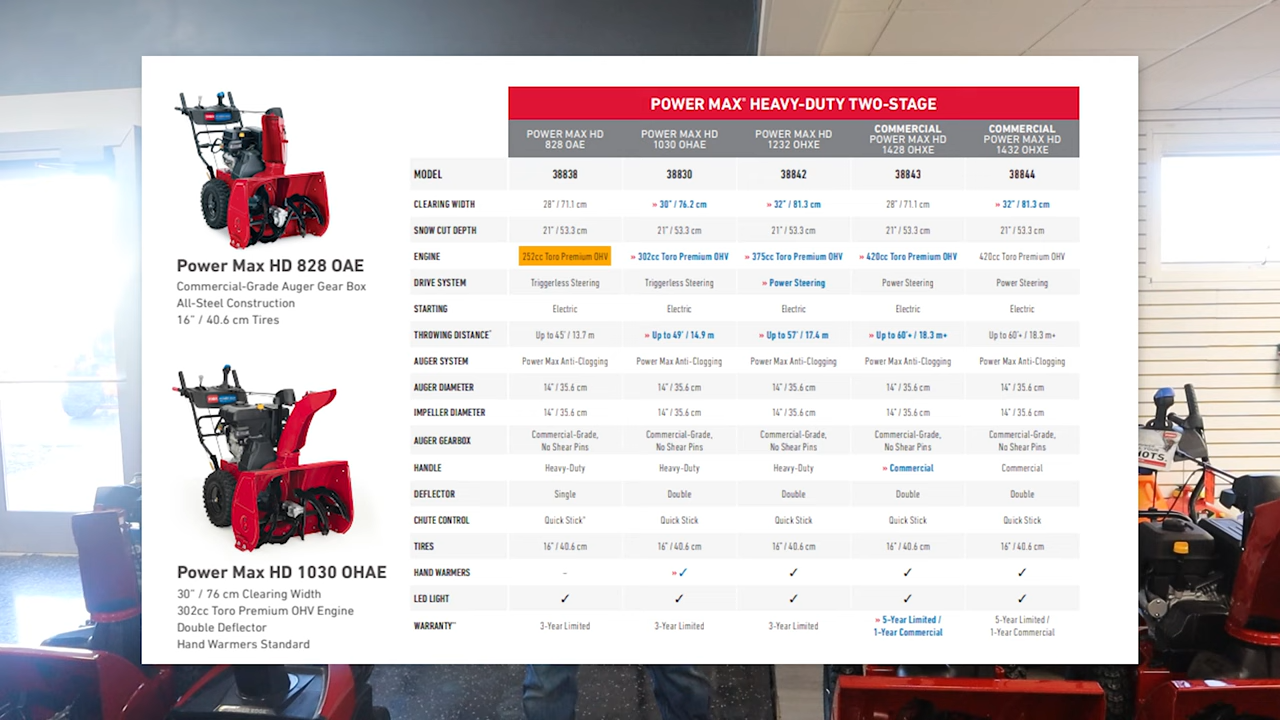 POWER MAX® HEAVY-DUTY TWO-STAGE
POWER MAX HD 828 OAE POWER MAX HD 1030 OHAE POWER MAX HD 1232 OHXE COMMERCIAL POWER MAX HD 1428 OHXE COMMERCIAL POWER MAX HD 1432 OHXE
MODEL 38838 38830 38842 38843 38844
CLEARING WIDTH 28" / 71.1 cm » 30" / 76.2 cm » 32" / 81.3 cm 28" / 71.1 cm » 32" / 81.3 cm
SNOW CUT DEPTH 21" / 53.3 cm 21" / 53.3 cm 21" / 53.3 cm 21" / 53.3 cm 21" / 53.3 cm
ENGINE 252cc Toro Premium OHV » 302cc Toro Premium OHV » 375cc Toro Premium OHV » 420cc Toro Premium OHV 420cc Toro Premium OHV
DRIVE SYSTEM Triggerless Steering Triggerless Steering » Power Steering Power Steering Power Steering
STARTING Electric Electric Electric Electric Electric
THROWING DISTANCE* Up to 45' / 13.7 m » Up to 49' / 14.9 m » Up to 57' / 17.4 m » Up to 60'+ / 18.3 m+ Up to 60'+ / 18.3 m+
AUGER SYSTEM Power Max Anti-Clogging Power Max Anti-Clogging Power Max Anti-Clogging Power Max Anti-Clogging Power Max Anti-Clogging
AUGER DIAMETER 14" / 35.6 cm 14" / 35.6 cm 14" / 35.6 cm 14" / 35.6 cm 14" / 35.6 cm
IMPELLER DIAMETER 14" / 35.6 cm 14" / 35.6 cm 14" / 35.6 cm 14" / 35.6 cm 14" / 35.6 cm
AUGER GEARBOX Commercial-Grade, No Shear Pins Commercial-Grade, No Shear Pins Commercial-Grade, No Shear Pins Commercial-Grade, No Shear Pins Commercial-Grade, No Shear Pins
HANDLE Heavy-Duty Heavy-Duty Heavy-Duty » Commercial Commercial
DEFLECTOR Single Double Double Double Double
CHUTE CONTROL Quick Stick® Quick Stick Quick Stick Quick Stick Quick Stick
TIRES 16" / 40.6 cm 16" / 40.6 cm 16" / 40.6 cm 16" / 40.6 cm 16" / 40.6 cm
HAND WARMERS - » ✓ ✓ ✓ ✓
LED LIGHT ✓ ✓ ✓ ✓ ✓
WARRANTY** 3-Year Limited 3-Year Limited 3-Year Limited » 5-Year Limited / 1-Year Commercial 5-Year Limited / 1-Year Commercial
Power Max HD 828 OAE
Commercial-Grade Auger Gear Box
All-Steel Construction
16" / 40.6 cm Tires
Power Max HD 1030 OHAE
30" / 76 cm Clearing Width
302cc Toro Premium OHV Engine
Double Deflector
Hand Warmers Standard